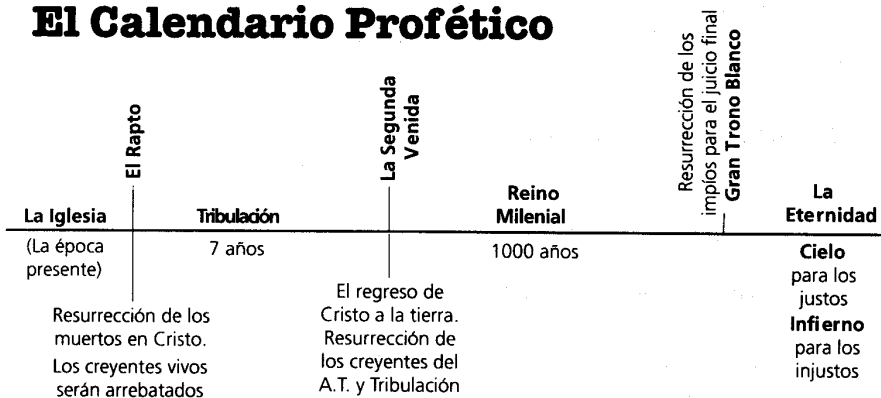 El Calendario Profético
El Rapto
La Segunda
Venida
Resurrección de los
impíos para el juicio final
Gran Trono Blanco
La Iglesia
Tribulación
Reino
Milenial
La
Eternidad
(La época
presente)
7 años
1000 años
Cielo
para los
justos
Infierno
para los
injustos
Resurrección de los
muertos en Cristo.
Los creyentes vivos
serán arrebatados
El regreso de
Cristo a la tierra.
Resurrección de
los creyentes del
A.T. y Tribulación